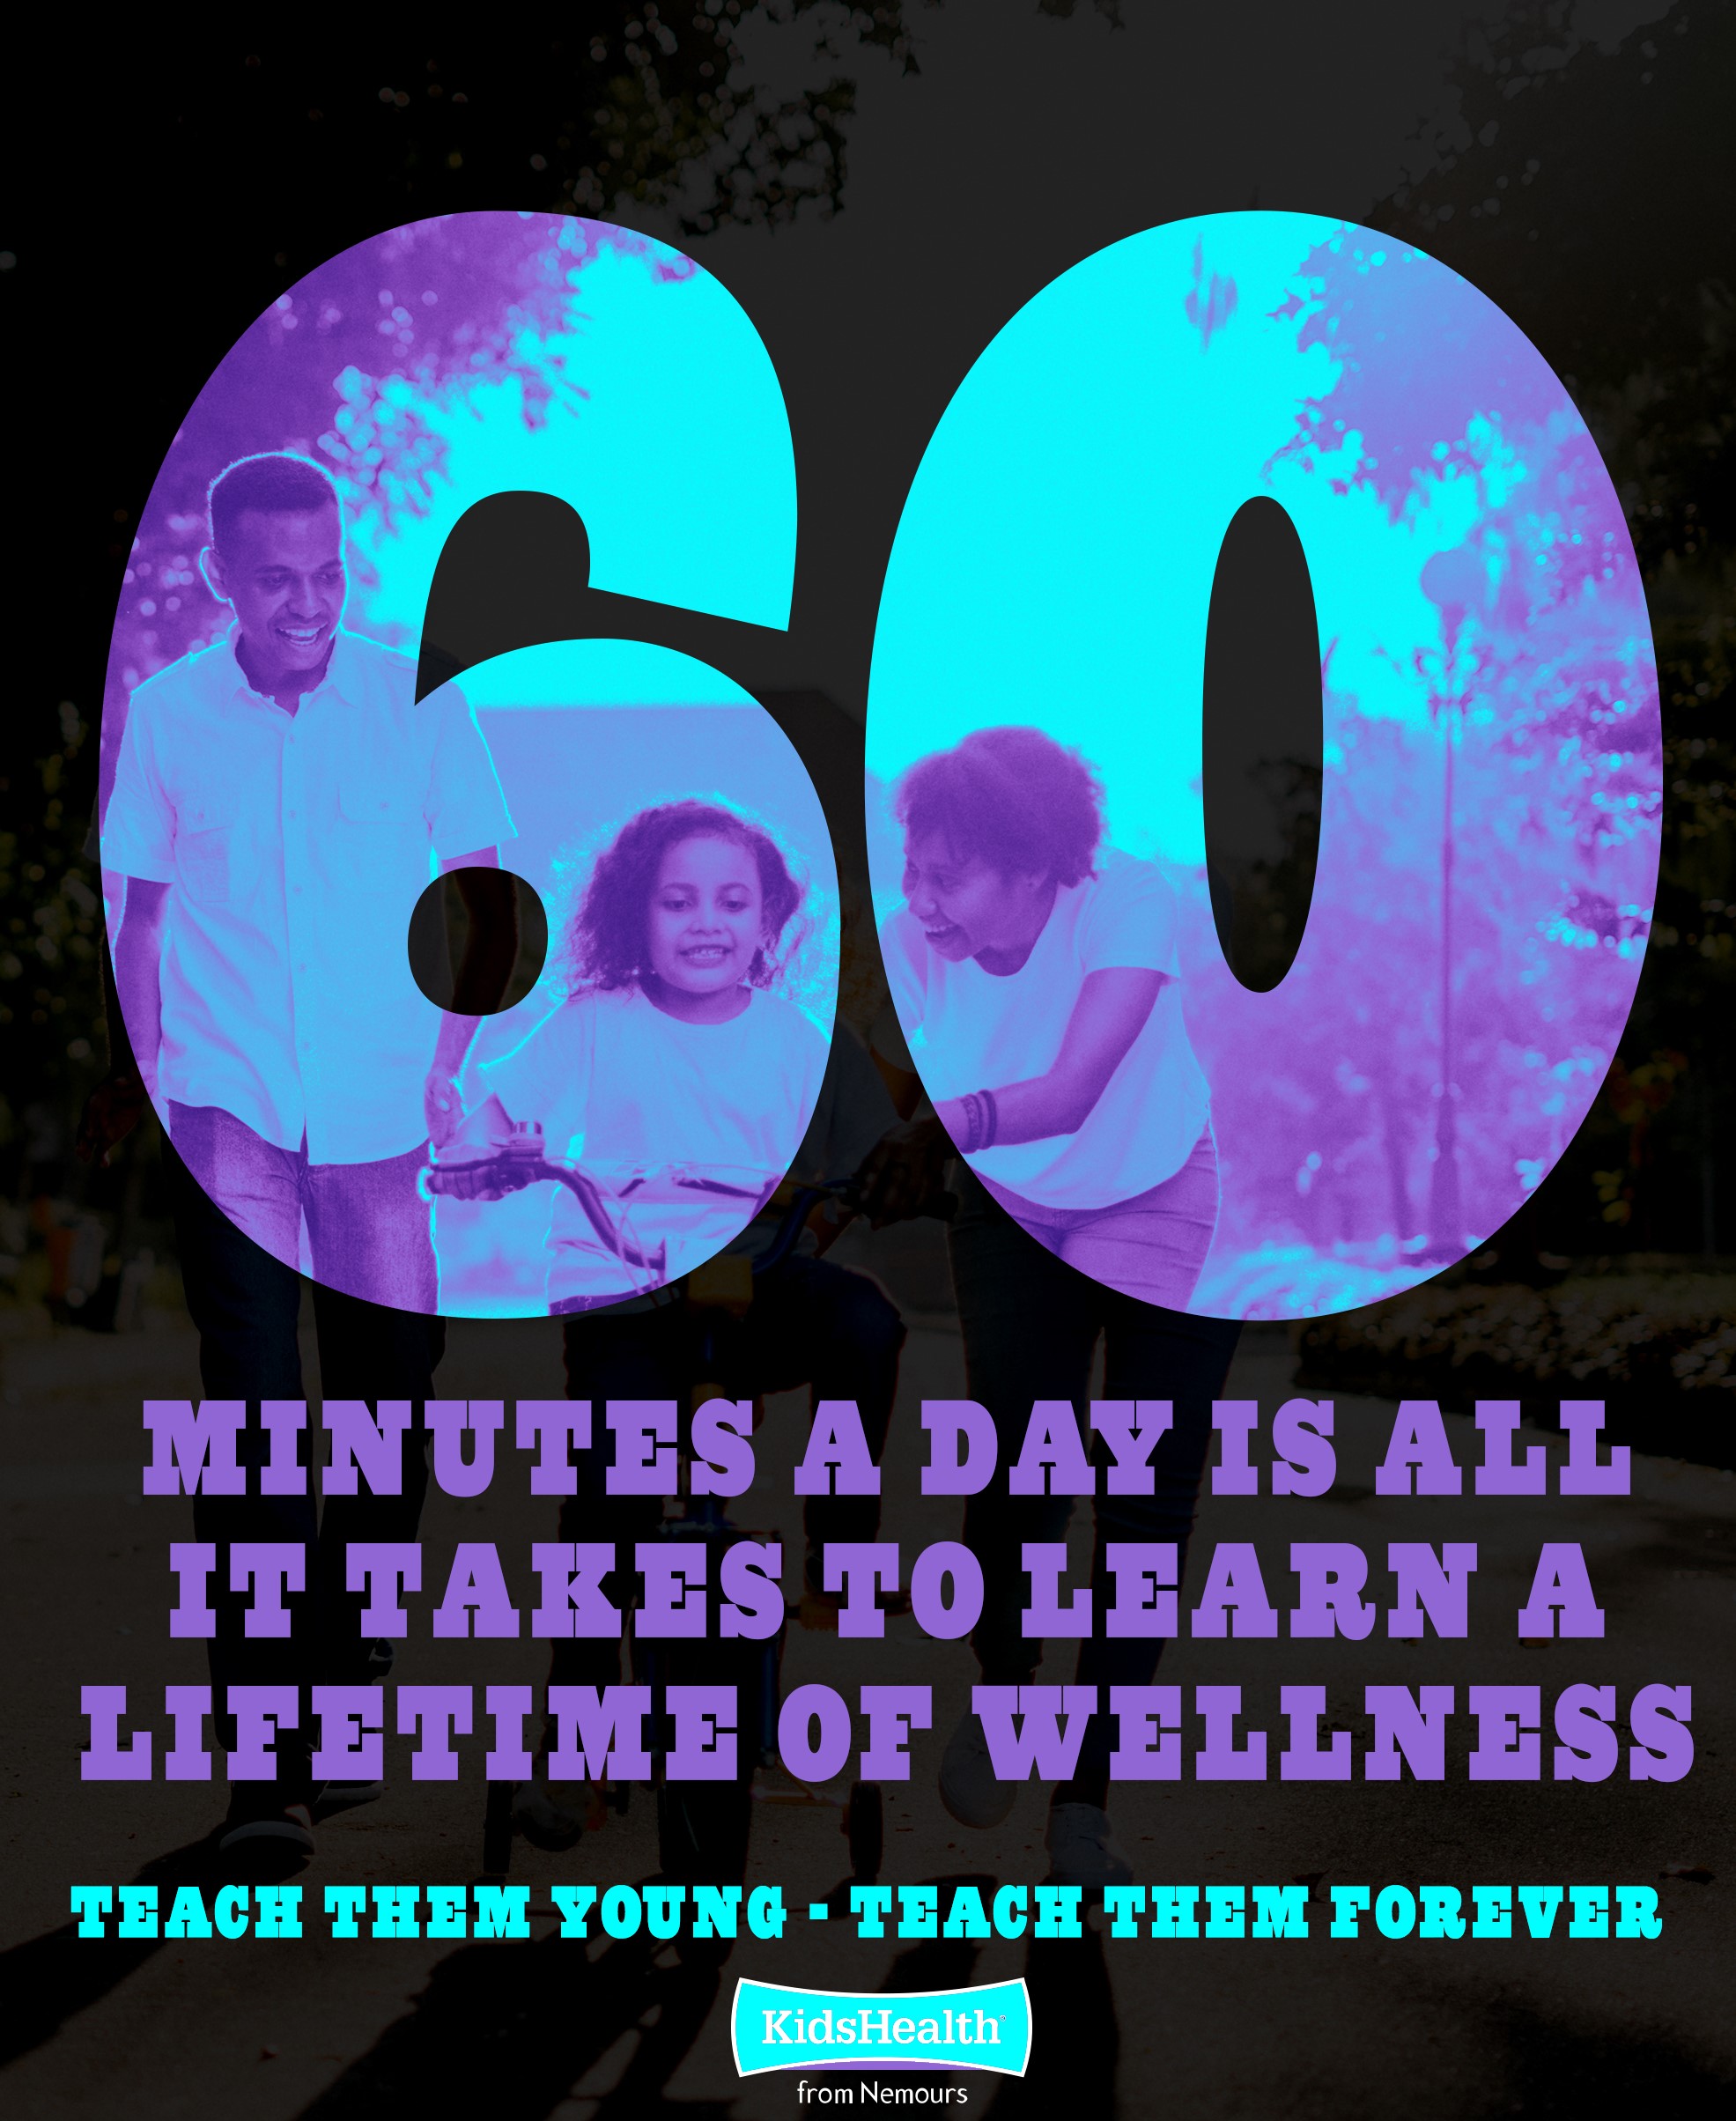 60
MINUTES A DAY IS ALL
IT TAKES TO LEARN A
LIFETIME OF WELLNESS
TEACH THEM YOUNG - TEACH THEM FOREVER
KidsHealth®
from Nemours